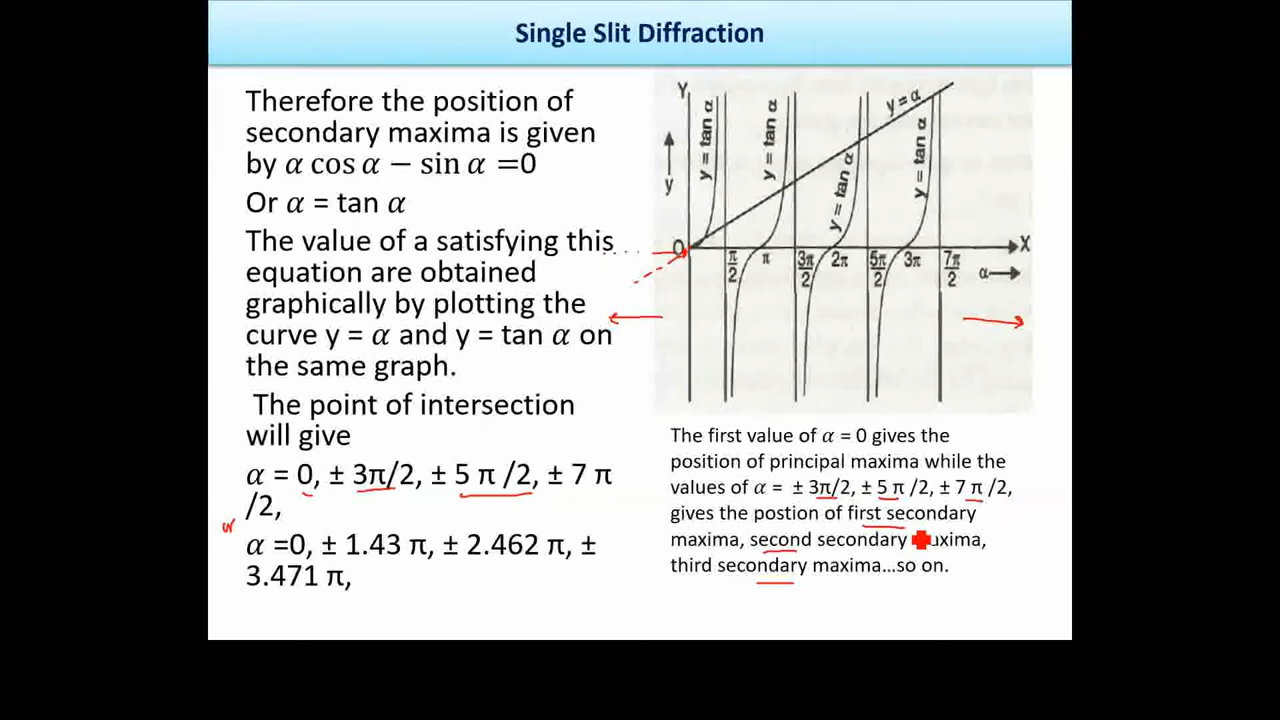 Single Slit Diffraction
Therefore the position of
secondary maxima is given
by α cos α − sin α =0
Or α = tan α
The value of a satisfying this
equation are obtained
graphically by plotting the
curve y = α and y = tan α on
the same graph.
The point of intersection
will give
α = 0, ± 3π/2, ± 5 π /2, ± 7 π
/2,
or
α =0, ± 1.43 π, ± 2.462 π, ±
3.471 π,
Y
y
y = tan α
y = tan α
y = tan α
y = α
y = tan α
O
π/2
π
3π/2
2π
5π/2
3π
7π/2
X
α
The first value of α = 0 gives the
position of principal maxima while the
values of α = ± 3π/2, ± 5 π /2, ± 7 π /2,
gives the postion of first secondary
maxima, second secondary maxima,
third secondary maxima...so on.